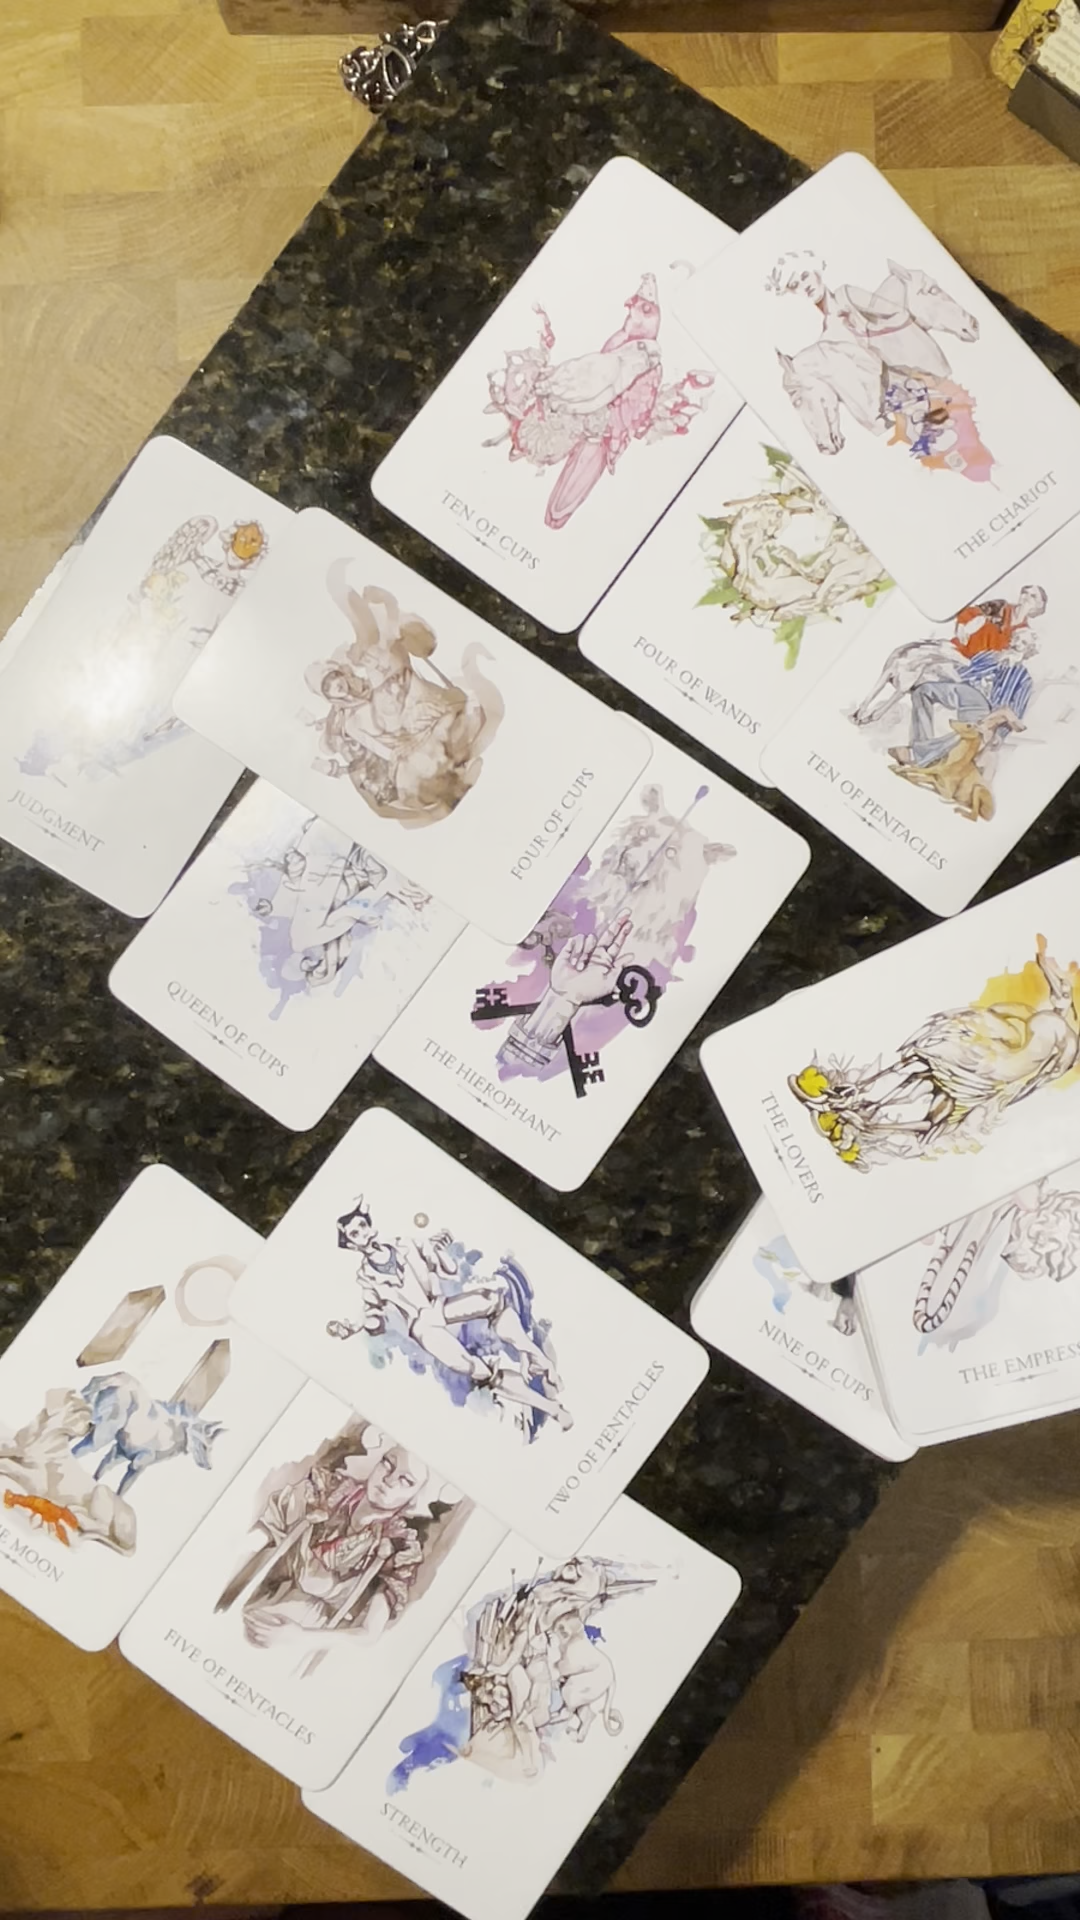 TEN OF CUPS
THE CHARIOT
FOUR OF WANDS
TEN OF PENTACLES
JUDGMENT
FOUR OF CUPS
QUEEN OF CUPS
THE HIEROPHANT
THE LOVERS
NINE OF CUPS
THE EMPRESS
TWO OF PENTACLES
E MOON
FIVE OF PENTACLES
STRENGTH